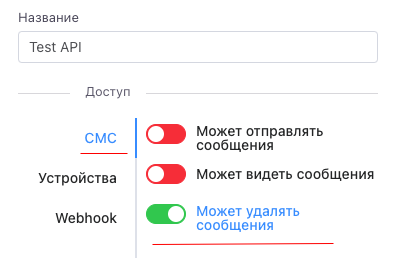 Название
Test API
Доступ
СМС
Может отправлять
сообщения
Устройства
Может видеть сообщения
Webhook
Может удалять
сообщения